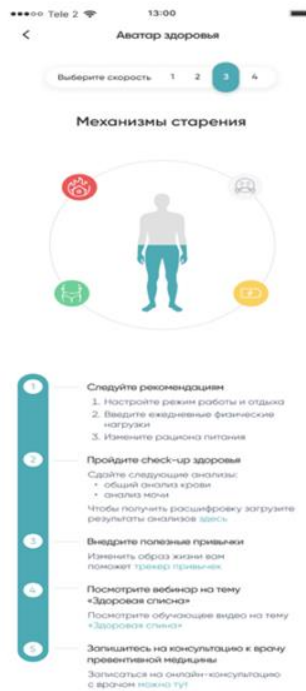 Tele 2
13:00
Аватар здоровья
Выберите скорость 1 2 3 4
Механизмы старения
1
Следуйте рекомендациям
1. Настройте режим работы и отдыха
2. Введите ежедневные физические
нагрузки
3. Измените рациона питания
2
Пройдите check-up здоровья
Сдайте следующие анализы:
• общий анализ крови
• анализ мочи
Чтобы получить расшифровку загрузите
результаты анализов здесь
3
Внедрите полезные привычки
Изменить образ жизни вам
поможет трекер привычек
4
Посмотрите вебинар на тему
«Здоровая списна»
Посмотрите обучающее видео на тему
«Здоровая спина»
5
Запишитесь на консультацию к врачу
превентивной медицины
Записаться на онлайн-консультацию
с врачом можно тут